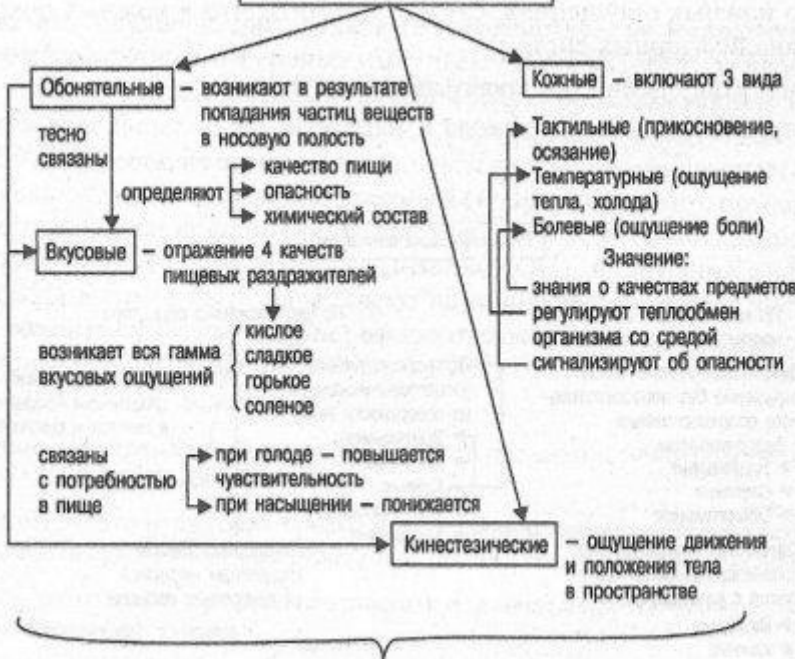 Обонятельные – возникают в результате
попадания частиц веществ
в носовую полость
тесно
связаны
определяют
качество пищи
опасность
химический состав
Вкусовые – отражение 4 качеств
пищевых раздражителей
возникает вся гамма
вкусовых ощущений
кислое
сладкое
горькое
соленое
связаны
с потребностью
в пище
при голоде – повышается
чувствительность
при насыщении – понижается
Кожные – включают 3 вида
Тактильные (прикосновение,
осязание)
Температурные (ощущение
тепла, холода)
Болевые (ощущение боли)
Значение:
знания о качествах предметов
регулируют теплообмен
организма со средой
сигнализируют об опасности
Кинестезические – ощущение движения
и положения тела
в пространстве